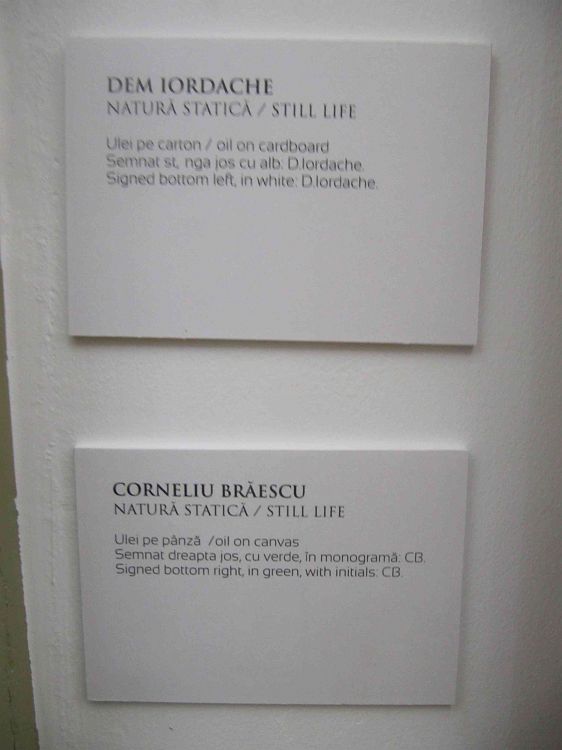 DEM IORDACHE
NATURĂ STATICĂ / STILL LIFE
Ulei pe carton / oil on cardboard
Semnat st, nga jos cu alb: D.Iordache.
Signed bottom left, in white: D.Iordache.
CORNELIU BRĂESCU
NATURĂ STATICĂ / STILL LIFE
Ulei pe pânză /oil on canvas
Semnat dreapta jos, cu verde, în monogramă: CB.
Signed bottom right, in green, with initials: CB.